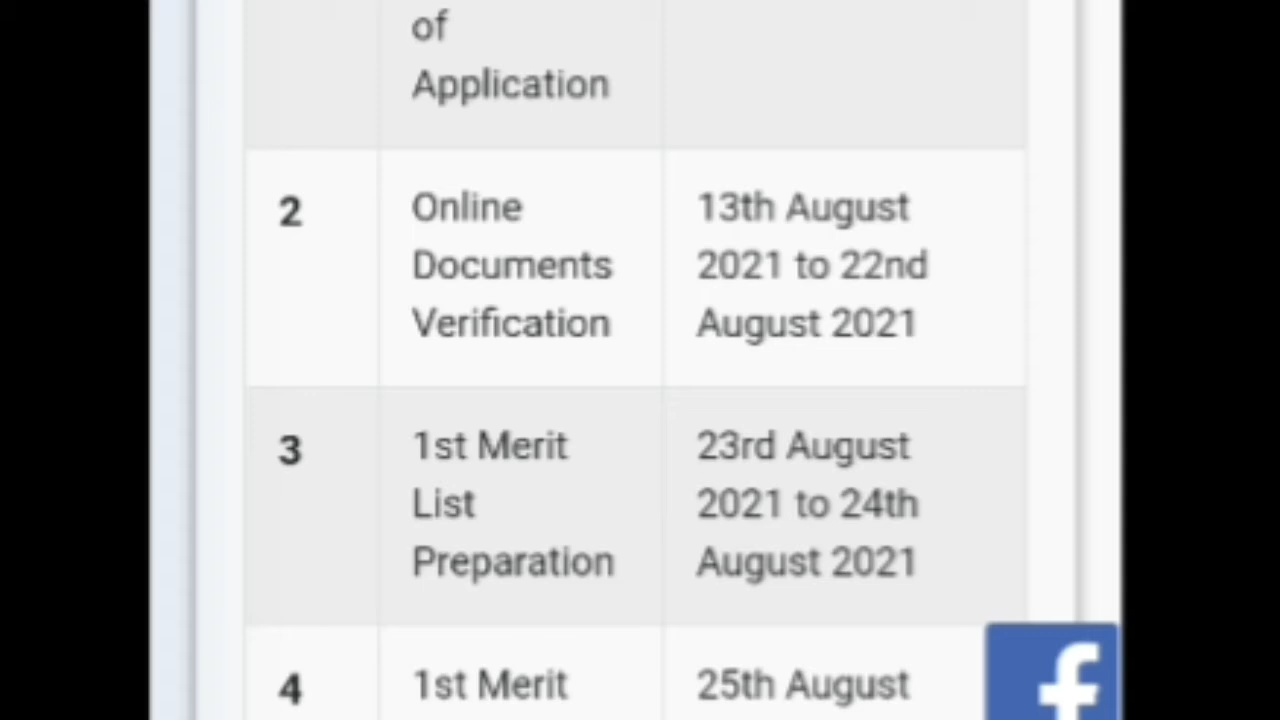 of
Application
2
Online
Documents
Verification
13th August
2021 to 22nd
August 2021
3
1st Merit
List
Preparation
23rd August
2021 to 24th
August 2021
4
1st Merit
25th August
f